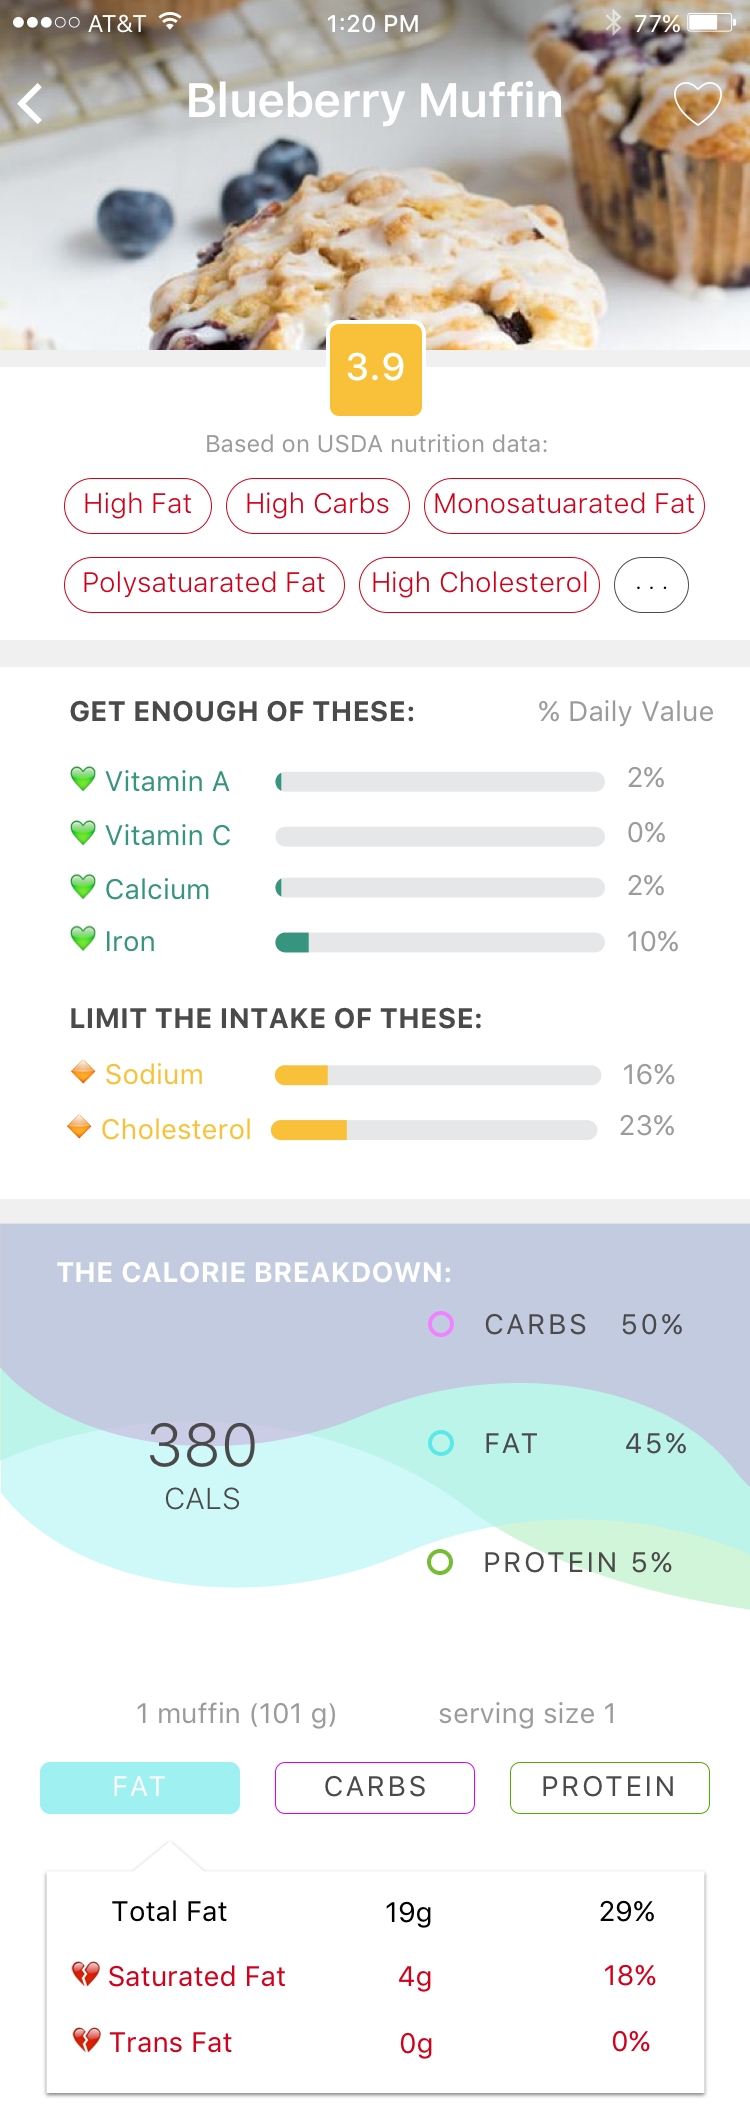 AT&T 1:20 PM 77%
Blueberry Muffin
3.9
Based on USDA nutrition data:
High Fat High Carbs Monosatuarated Fat
Polysatuarated Fat High Cholesterol ...
GET ENOUGH OF THESE: % Daily Value
Vitamin A 2%
Vitamin C 0%
Calcium 2%
Iron 10%
LIMIT THE INTAKE OF THESE:
Sodium 16%
Cholesterol 23%
THE CALORIE BREAKDOWN:
CARBS 50%
380
FAT 45%
CALS
PROTEIN 5%
1 muffin (101 g) serving size 1
FAT CARBS PROTEIN
Total Fat 19g 29%
Saturated Fat 4g 18%
Trans Fat 0g 0%